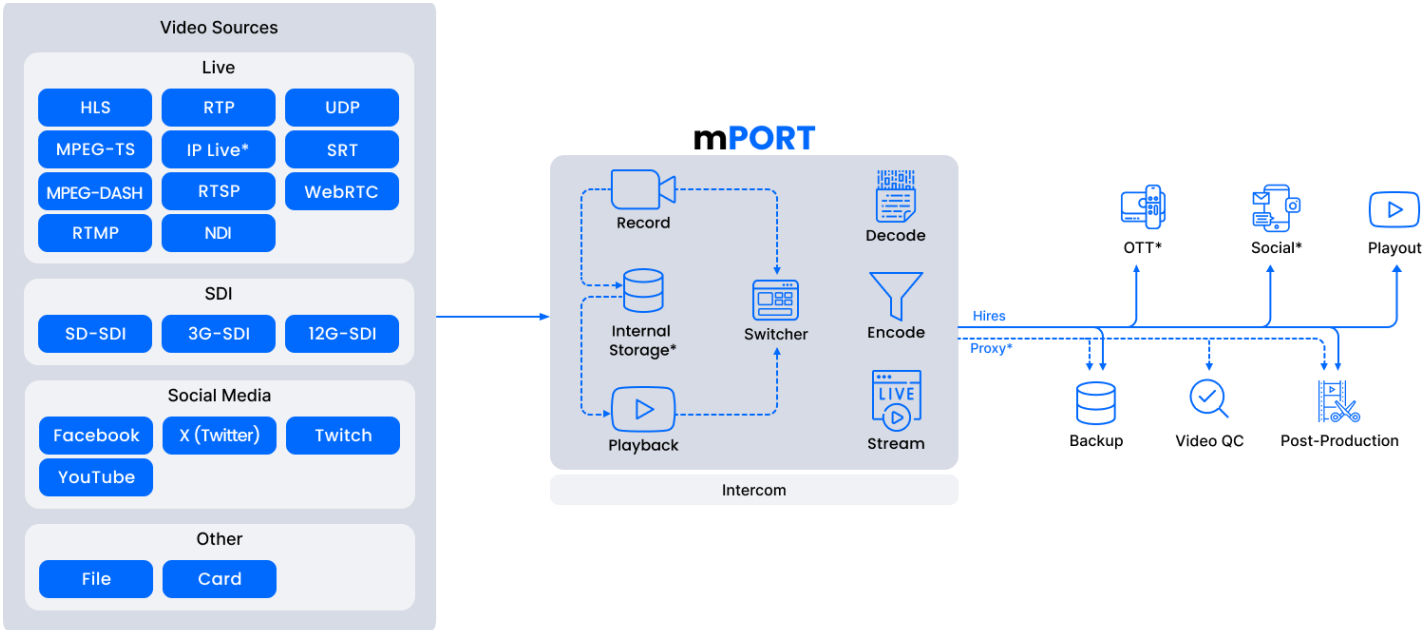 Video Sources
Live
HLS
RTP
UDP
MPEG-TS
IP Live*
SRT
MPEG-DASH
RTSP
WebRTC
RTMP
NDI
SDI
SD-SDI
3G-SDI
12G-SDI
Social Media
Facebook
X (Twitter)
Twitch
YouTube
Other
File
Card
mPORT
Record
Decode
Internal
Storage*
Switcher
Encode
Playback
LIVE
Stream
Intercom
OTT*
Social*
Playout
Hires
Proxy*
Backup
Video QC
Post-Production